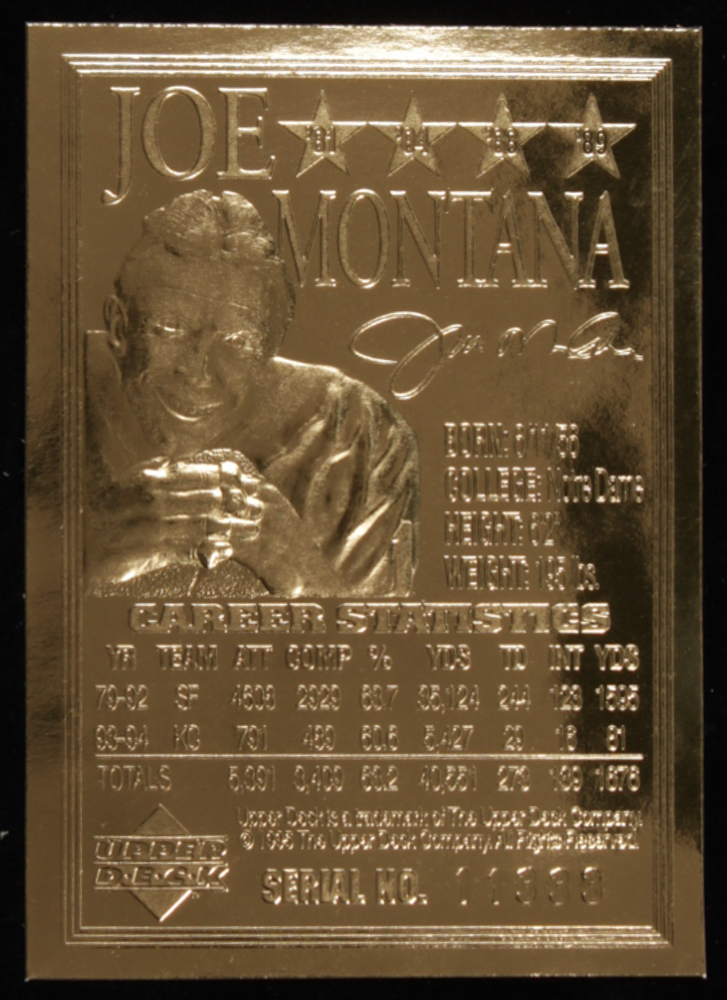 JOE
'81 '84 '88 '89
MONTANA
BORN: 6/11/56
COLLEGE: Notre Dame
HEIGHT: 6'2"
WEIGHT: 195 lbs.
CAREER STATISTICS
YR TEAM ATT COMP % YDS TD INT YDS
79-92 SF 4600 2929 63.7 35,124 244 123 1595
93-94 KC 791 480 60.6 5,427 29 16 81
TOTALS 5,391 3,409 63.2 40,551 273 139 1676
Upper Deck is a trademark of The Upper Deck Company.
© 1995 The Upper Deck Company. All Rights Reserved.
UPPER
D·E·C·K
SERIAL NO.